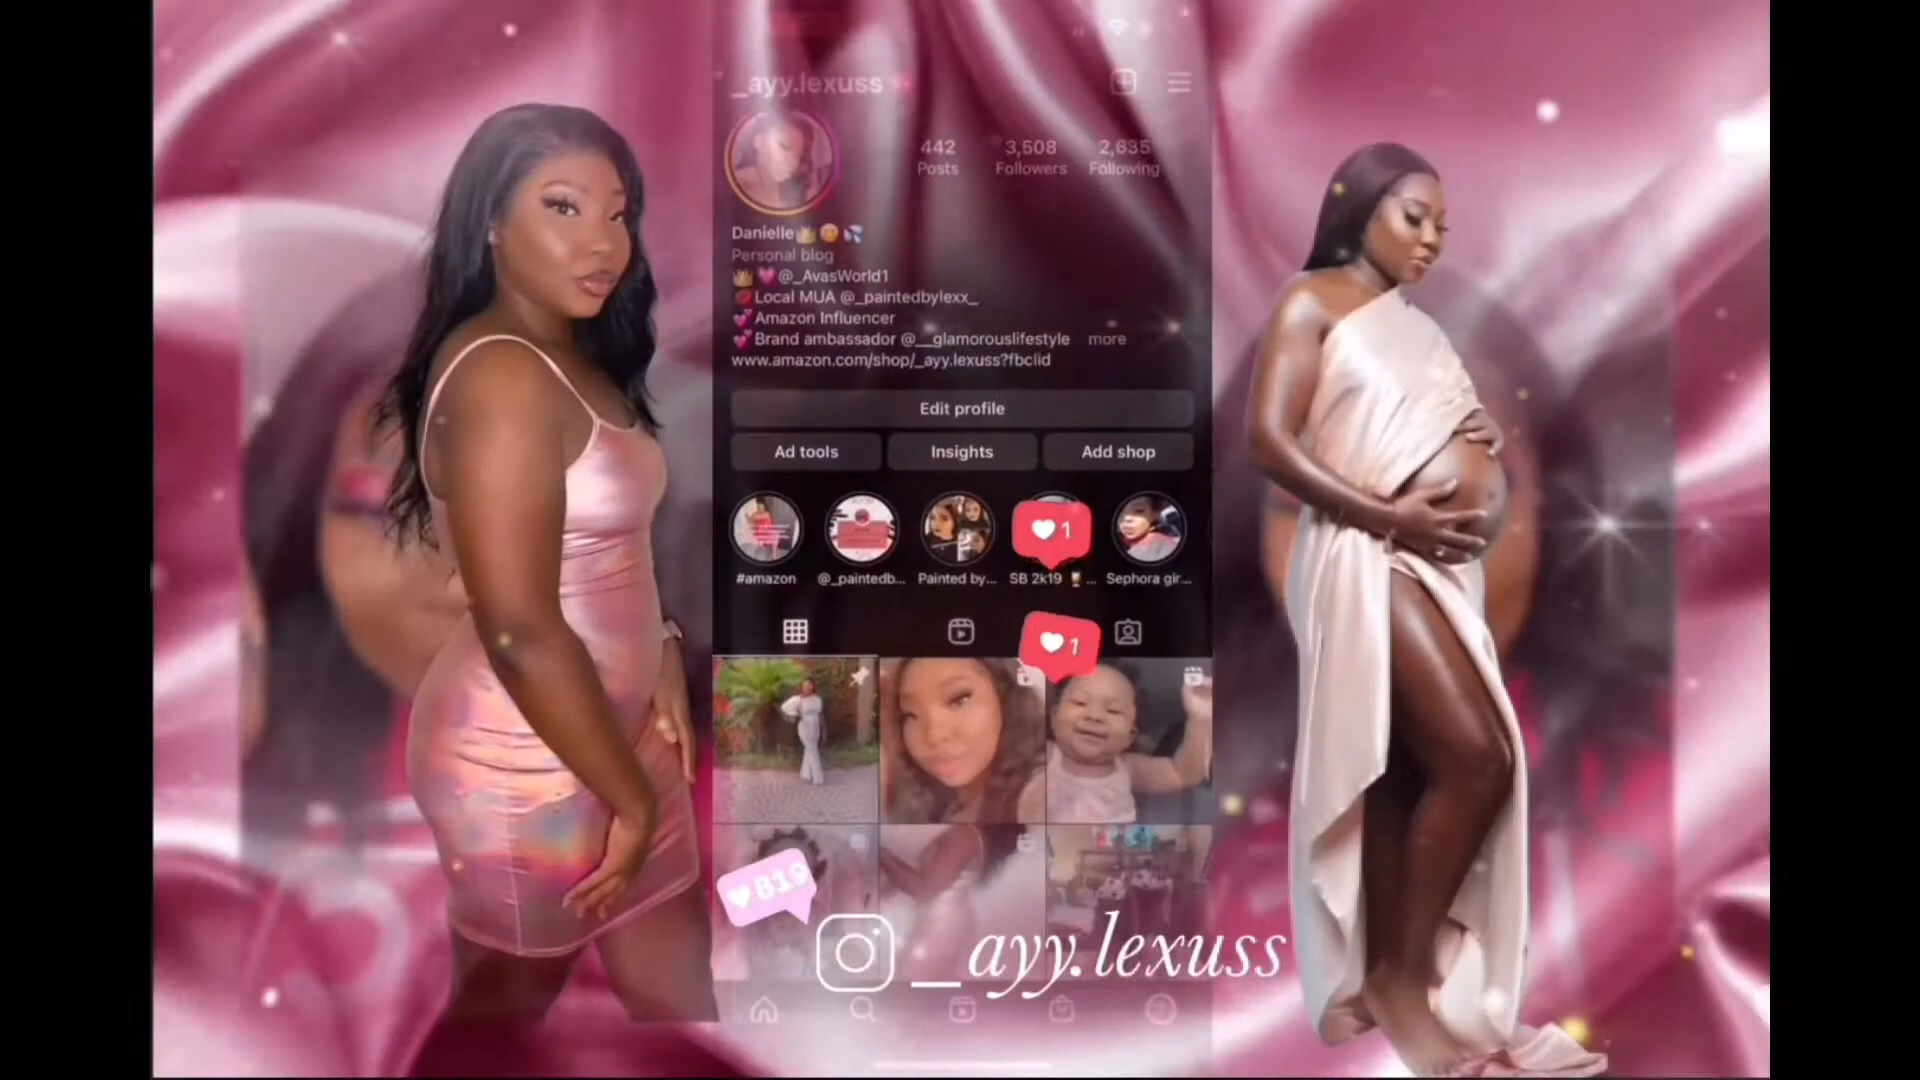 _ayy.lexuss
442 3,508 2,635
Posts Followers Following
Danielle👑🥰💦
Personal blog
👑💓@_AvasWorld1
💋Local MUA @_paintedbylexx_
💕Amazon Influencer
💕Brand ambassador @__glamorouslifestyle more
www.amazon.com/shop/_ayy.lexuss?fbclid
Edit profile
Ad tools Insights Add shop
1
#amazon @_paintedb... Painted by... SB 2k19 🥂... Sephora gir...
1
819
_ayy.lexuss